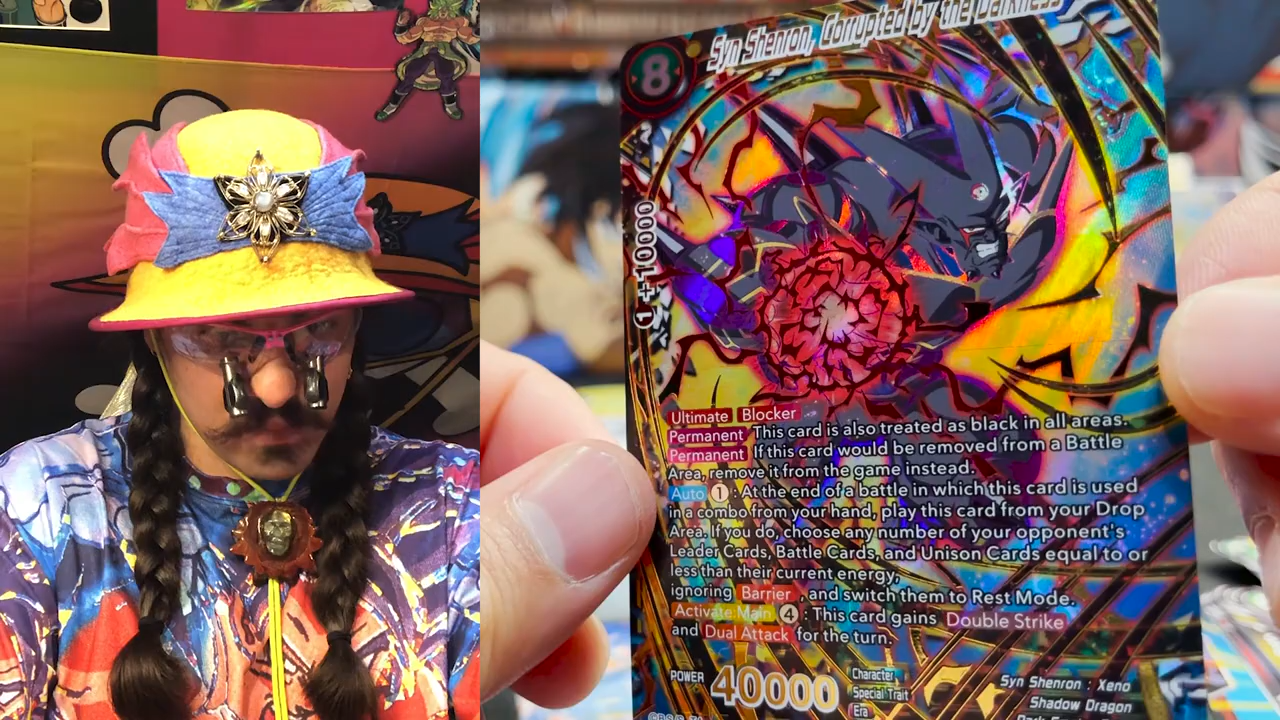 Syn Shenron, Corrupted by the Darkness
8
1 +10000
Ultimate Blocker
Permanent This card is also treated as black in all areas.
Permanent If this card would be removed from a Battle
Area, remove it from the game instead.
Auto 1 : At the end of a battle in which this card is used
in a combo from your hand, play this card from your Drop
Area. If you do, choose any number of your opponent's
Leader Cards, Battle Cards, and Unison Cards equal to or
less than their current energy,
ignoring Barrier , and switch them to Rest Mode.
Activate:Main 4 : This card gains Double Strike
and Dual Attack for the turn.
POWER 40000
Character Syn Shenron : Xeno
Special Trait Shadow Dragon
Era